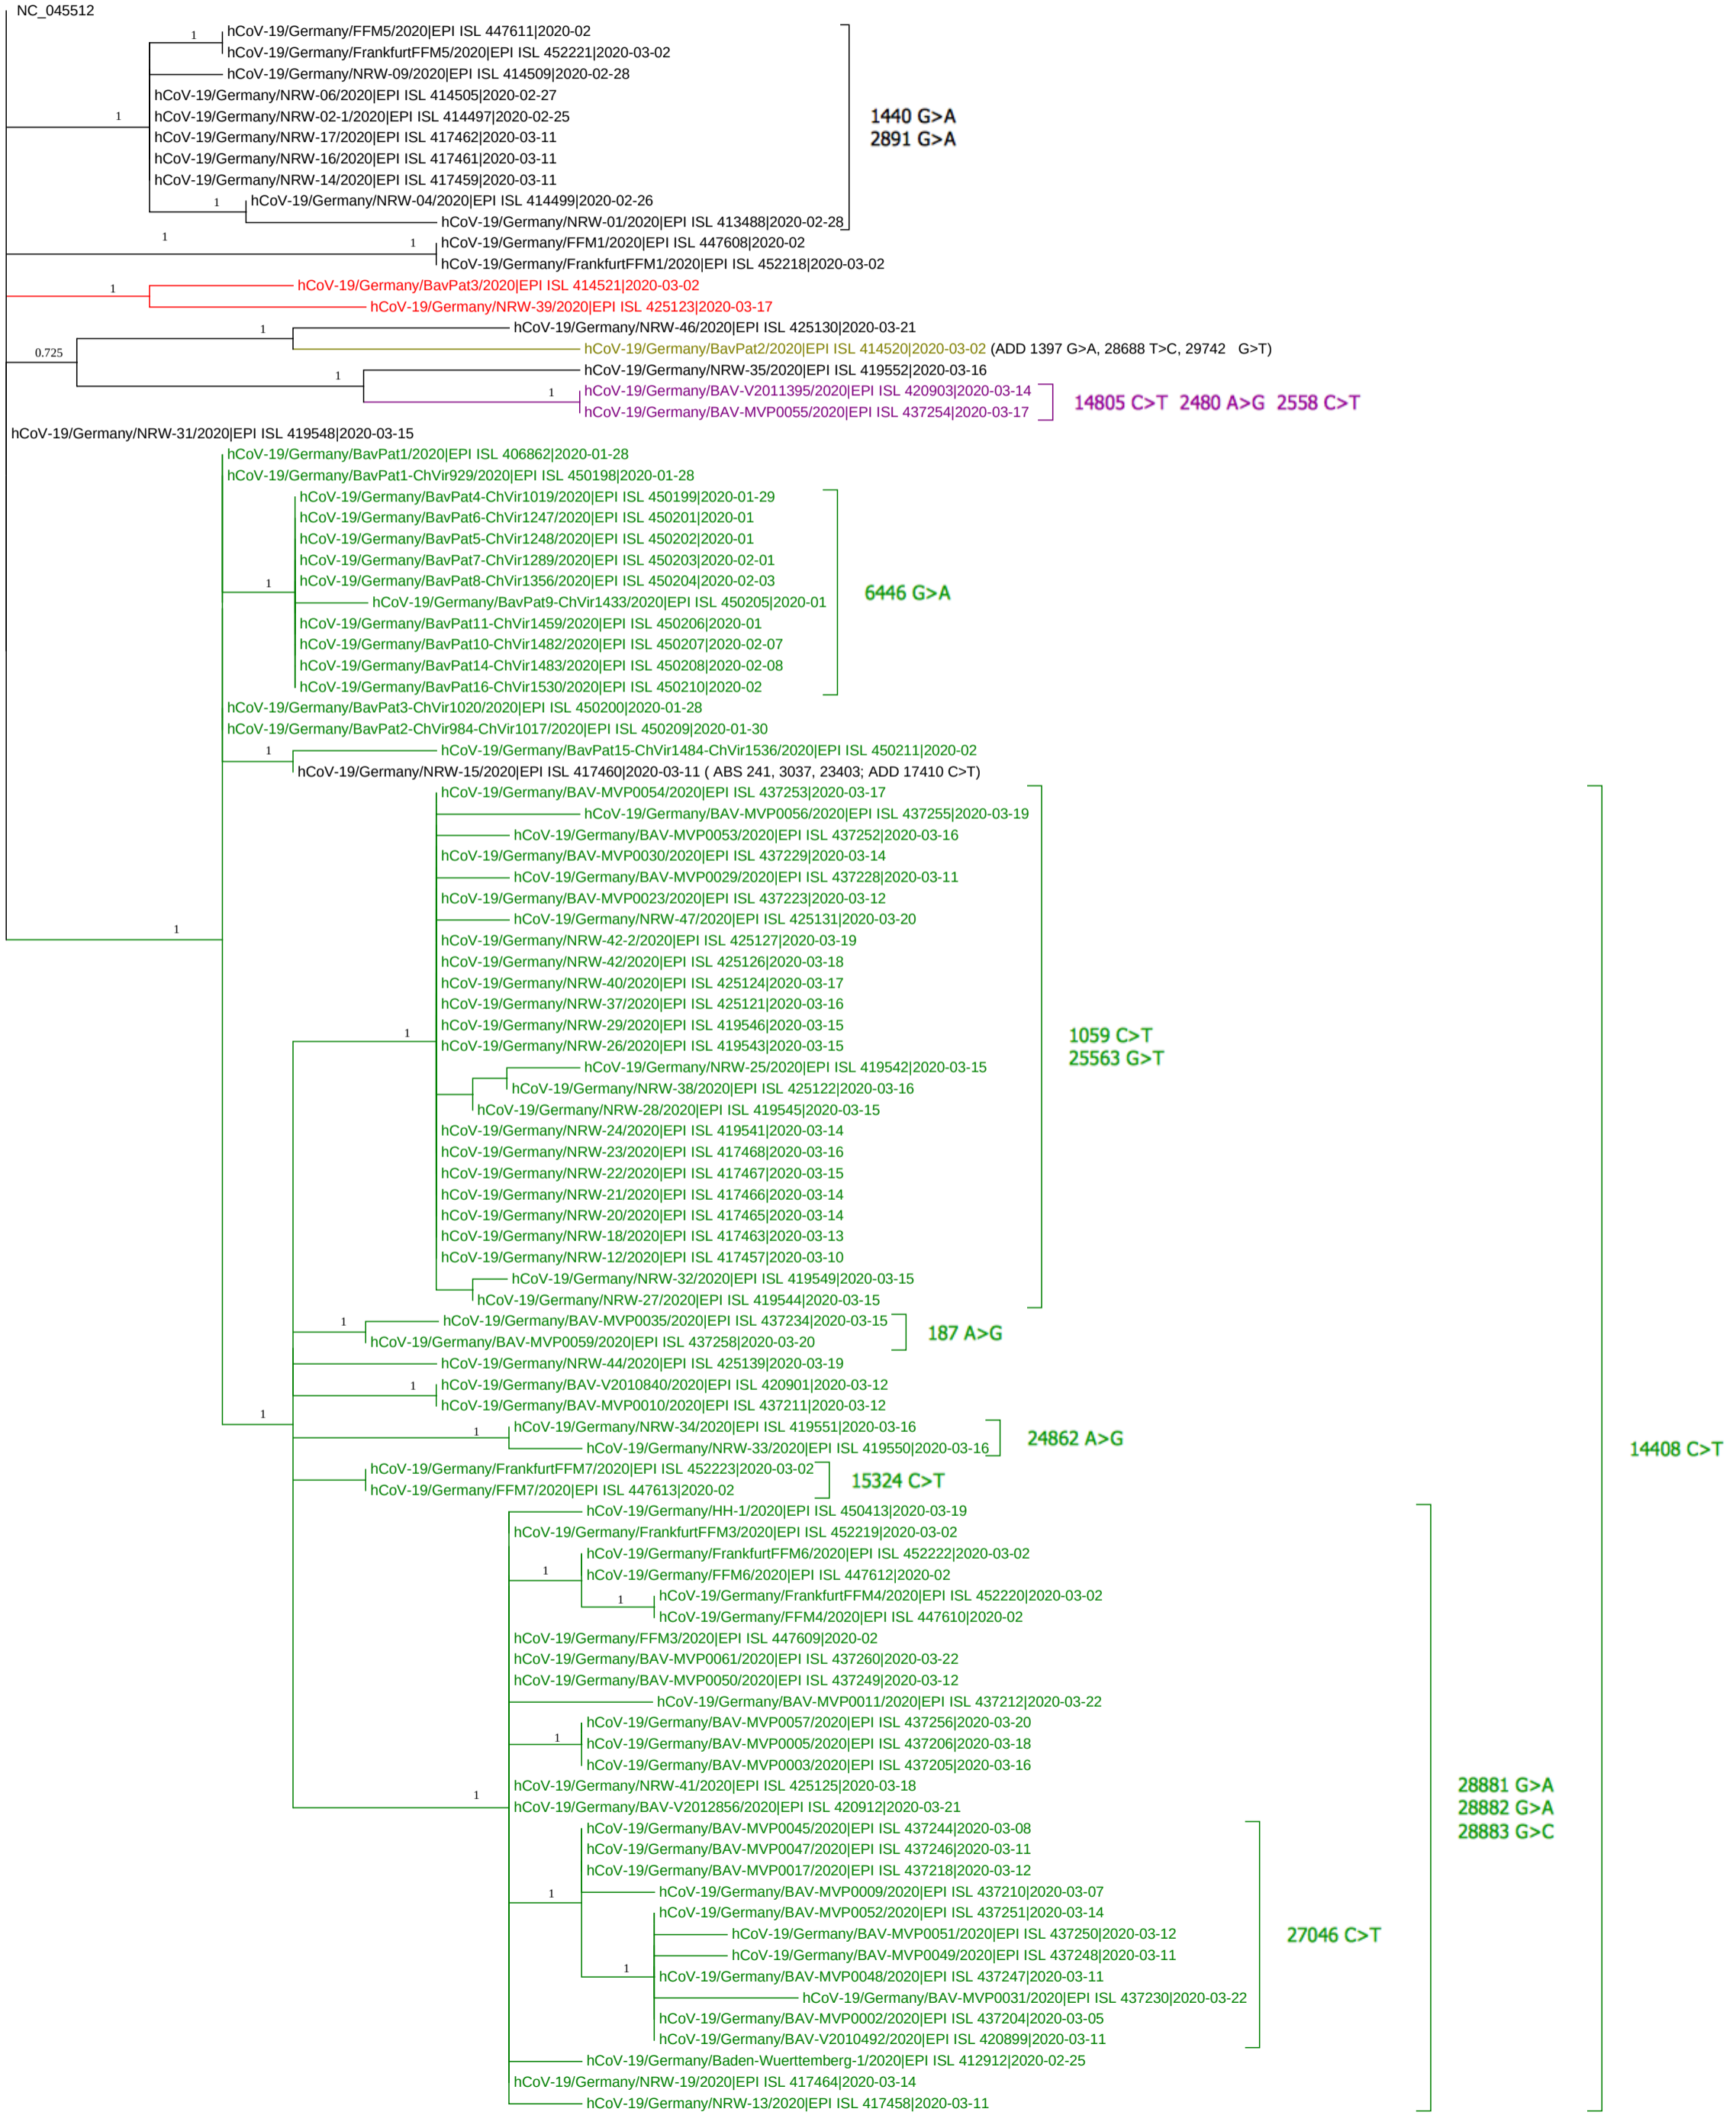 NC_045512
1
hCoV-19/Germany/FFM5/2020|EPI ISL 447611|2020-02
hCoV-19/Germany/FrankfurtFFM5/2020|EPI ISL 452221|2020-03-02
hCoV-19/Germany/NRW-09/2020|EPI ISL 414509|2020-02-28
hCoV-19/Germany/NRW-06/2020|EPI ISL 414505|2020-02-27
1
hCoV-19/Germany/NRW-02-1/2020|EPI ISL 414497|2020-02-25
1440 G>A
hCoV-19/Germany/NRW-17/2020|EPI ISL 417462|2020-03-11
2891 G>A
hCoV-19/Germany/NRW-16/2020|EPI ISL 417461|2020-03-11
hCoV-19/Germany/NRW-14/2020|EPI ISL 417459|2020-03-11
1
hCoV-19/Germany/NRW-04/2020|EPI ISL 414499|2020-02-26
hCoV-19/Germany/NRW-01/2020|EPI ISL 413488|2020-02-28
1
1
hCoV-19/Germany/FFM1/2020|EPI ISL 447608|2020-02
hCoV-19/Germany/FrankfurtFFM1/2020|EPI ISL 452218|2020-03-02
1
hCoV-19/Germany/BavPat3/2020|EPI ISL 414521|2020-03-02
hCoV-19/Germany/NRW-39/2020|EPI ISL 425123|2020-03-17
1
hCoV-19/Germany/NRW-46/2020|EPI ISL 425130|2020-03-21
0.725
hCoV-19/Germany/BavPat2/2020|EPI ISL 414520|2020-03-02 (ADD 1397 G>A, 28688 T>C, 29742 G>T)
1
hCoV-19/Germany/NRW-35/2020|EPI ISL 419552|2020-03-16
1
hCoV-19/Germany/BAV-V2011395/2020|EPI ISL 420903|2020-03-14
14805 C>T 2480 A>G 2558 C>T
hCoV-19/Germany/BAV-MVP0055/2020|EPI ISL 437254|2020-03-17
hCoV-19/Germany/NRW-31/2020|EPI ISL 419548|2020-03-15
hCoV-19/Germany/BavPat1/2020|EPI ISL 406862|2020-01-28
hCoV-19/Germany/BavPat1-ChVir929/2020|EPI ISL 450198|2020-01-28
hCoV-19/Germany/BavPat4-ChVir1019/2020|EPI ISL 450199|2020-01-29
hCoV-19/Germany/BavPat6-ChVir1247/2020|EPI ISL 450201|2020-01
hCoV-19/Germany/BavPat5-ChVir1248/2020|EPI ISL 450202|2020-01
hCoV-19/Germany/BavPat7-ChVir1289/2020|EPI ISL 450203|2020-02-01
1
hCoV-19/Germany/BavPat8-ChVir1356/2020|EPI ISL 450204|2020-02-03
6446 G>A
hCoV-19/Germany/BavPat9-ChVir1433/2020|EPI ISL 450205|2020-01
hCoV-19/Germany/BavPat11-ChVir1459/2020|EPI ISL 450206|2020-01
hCoV-19/Germany/BavPat10-ChVir1482/2020|EPI ISL 450207|2020-02-07
hCoV-19/Germany/BavPat14-ChVir1483/2020|EPI ISL 450208|2020-02-08
hCoV-19/Germany/BavPat16-ChVir1530/2020|EPI ISL 450210|2020-02
hCoV-19/Germany/BavPat3-ChVir1020/2020|EPI ISL 450200|2020-01-28
hCoV-19/Germany/BavPat2-ChVir984-ChVir1017/2020|EPI ISL 450209|2020-01-30
1
hCoV-19/Germany/BavPat15-ChVir1484-ChVir1536/2020|EPI ISL 450211|2020-02
hCoV-19/Germany/NRW-15/2020|EPI ISL 417460|2020-03-11 ( ABS 241, 3037, 23403; ADD 17410 C>T)
hCoV-19/Germany/BAV-MVP0054/2020|EPI ISL 437253|2020-03-17
hCoV-19/Germany/BAV-MVP0056/2020|EPI ISL 437255|2020-03-19
hCoV-19/Germany/BAV-MVP0053/2020|EPI ISL 437252|2020-03-16
hCoV-19/Germany/BAV-MVP0030/2020|EPI ISL 437229|2020-03-14
hCoV-19/Germany/BAV-MVP0029/2020|EPI ISL 437228|2020-03-11
hCoV-19/Germany/BAV-MVP0023/2020|EPI ISL 437223|2020-03-12
hCoV-19/Germany/NRW-47/2020|EPI ISL 425131|2020-03-20
1
hCoV-19/Germany/NRW-42-2/2020|EPI ISL 425127|2020-03-19
hCoV-19/Germany/NRW-42/2020|EPI ISL 425126|2020-03-18
hCoV-19/Germany/NRW-40/2020|EPI ISL 425124|2020-03-17
hCoV-19/Germany/NRW-37/2020|EPI ISL 425121|2020-03-16
hCoV-19/Germany/NRW-29/2020|EPI ISL 419546|2020-03-15
1
1059 C>T
hCoV-19/Germany/NRW-26/2020|EPI ISL 419543|2020-03-15
25563 G>T
hCoV-19/Germany/NRW-25/2020|EPI ISL 419542|2020-03-15
hCoV-19/Germany/NRW-38/2020|EPI ISL 425122|2020-03-16
hCoV-19/Germany/NRW-28/2020|EPI ISL 419545|2020-03-15
hCoV-19/Germany/NRW-24/2020|EPI ISL 419541|2020-03-14
hCoV-19/Germany/NRW-23/2020|EPI ISL 417468|2020-03-16
hCoV-19/Germany/NRW-22/2020|EPI ISL 417467|2020-03-15
hCoV-19/Germany/NRW-21/2020|EPI ISL 417466|2020-03-14
hCoV-19/Germany/NRW-20/2020|EPI ISL 417465|2020-03-14
hCoV-19/Germany/NRW-18/2020|EPI ISL 417463|2020-03-13
hCoV-19/Germany/NRW-12/2020|EPI ISL 417457|2020-03-10
hCoV-19/Germany/NRW-32/2020|EPI ISL 419549|2020-03-15
hCoV-19/Germany/NRW-27/2020|EPI ISL 419544|2020-03-15
1
hCoV-19/Germany/BAV-MVP0035/2020|EPI ISL 437234|2020-03-15
187 A>G
hCoV-19/Germany/BAV-MVP0059/2020|EPI ISL 437258|2020-03-20
hCoV-19/Germany/NRW-44/2020|EPI ISL 425139|2020-03-19
1
hCoV-19/Germany/BAV-V2010840/2020|EPI ISL 420901|2020-03-12
hCoV-19/Germany/BAV-MVP0010/2020|EPI ISL 437211|2020-03-12
1
1
hCoV-19/Germany/NRW-34/2020|EPI ISL 419551|2020-03-16
24862 A>G
hCoV-19/Germany/NRW-33/2020|EPI ISL 419550|2020-03-16
14408 C>T
hCoV-19/Germany/FrankfurtFFM7/2020|EPI ISL 452223|2020-03-02
15324 C>T
hCoV-19/Germany/FFM7/2020|EPI ISL 447613|2020-02
hCoV-19/Germany/HH-1/2020|EPI ISL 450413|2020-03-19
hCoV-19/Germany/FrankfurtFFM3/2020|EPI ISL 452219|2020-03-02
hCoV-19/Germany/FrankfurtFFM6/2020|EPI ISL 452222|2020-03-02
1
hCoV-19/Germany/FFM6/2020|EPI ISL 447612|2020-02
1
hCoV-19/Germany/FrankfurtFFM4/2020|EPI ISL 452220|2020-03-02
hCoV-19/Germany/FFM4/2020|EPI ISL 447610|2020-02
hCoV-19/Germany/FFM3/2020|EPI ISL 447609|2020-02
hCoV-19/Germany/BAV-MVP0061/2020|EPI ISL 437260|2020-03-22
hCoV-19/Germany/BAV-MVP0050/2020|EPI ISL 437249|2020-03-12
hCoV-19/Germany/BAV-MVP0011/2020|EPI ISL 437212|2020-03-22
hCoV-19/Germany/BAV-MVP0057/2020|EPI ISL 437256|2020-03-20
1
hCoV-19/Germany/BAV-MVP0005/2020|EPI ISL 437206|2020-03-18
hCoV-19/Germany/BAV-MVP0003/2020|EPI ISL 437205|2020-03-16
hCoV-19/Germany/NRW-41/2020|EPI ISL 425125|2020-03-18
28881 G>A
1
hCoV-19/Germany/BAV-V2012856/2020|EPI ISL 420912|2020-03-21
28882 G>A
hCoV-19/Germany/BAV-MVP0045/2020|EPI ISL 437244|2020-03-08
28883 G>C
hCoV-19/Germany/BAV-MVP0047/2020|EPI ISL 437246|2020-03-11
hCoV-19/Germany/BAV-MVP0017/2020|EPI ISL 437218|2020-03-12
1
hCoV-19/Germany/BAV-MVP0009/2020|EPI ISL 437210|2020-03-07
hCoV-19/Germany/BAV-MVP0052/2020|EPI ISL 437251|2020-03-14
hCoV-19/Germany/BAV-MVP0051/2020|EPI ISL 437250|2020-03-12
27046 C>T
hCoV-19/Germany/BAV-MVP0049/2020|EPI ISL 437248|2020-03-11
1
hCoV-19/Germany/BAV-MVP0048/2020|EPI ISL 437247|2020-03-11
hCoV-19/Germany/BAV-MVP0031/2020|EPI ISL 437230|2020-03-22
hCoV-19/Germany/BAV-MVP0002/2020|EPI ISL 437204|2020-03-05
hCoV-19/Germany/BAV-V2010492/2020|EPI ISL 420899|2020-03-11
hCoV-19/Germany/Baden-Wuerttemberg-1/2020|EPI ISL 412912|2020-02-25
hCoV-19/Germany/NRW-19/2020|EPI ISL 417464|2020-03-14
hCoV-19/Germany/NRW-13/2020|EPI ISL 417458|2020-03-11